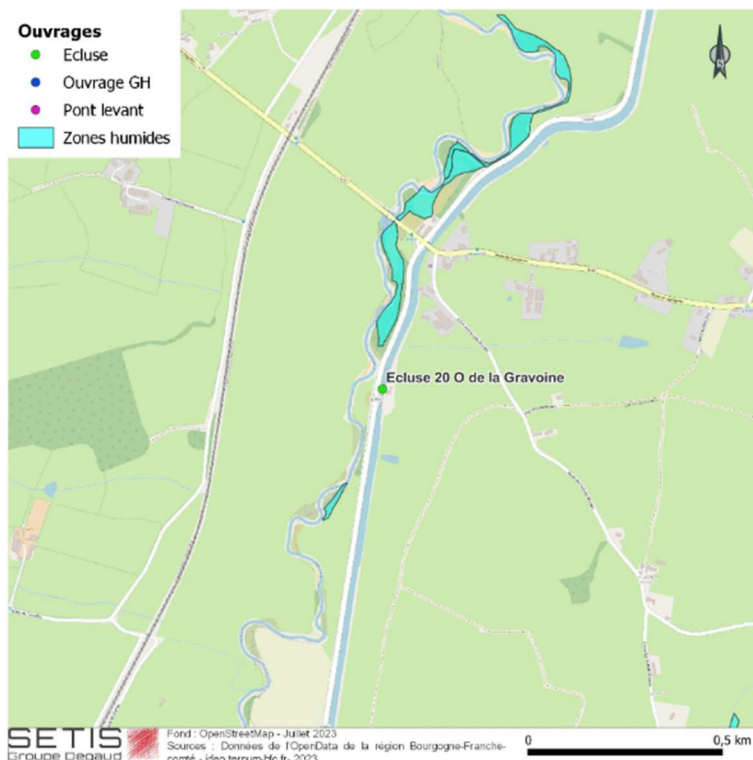 Ouvrages
Ecluse
Ouvrage GH
Pont levant
Zones humides
Ecluse 20 O de la Gravoine
SETIS
Groupe Degaud
Fond : OpenStreetMap - Juillet 2023
Sources : Données de l'OpenData de la région Bourgogne-Franche-
comté - ideo.ternum-bfc.fr- 2023
0 0,5 km